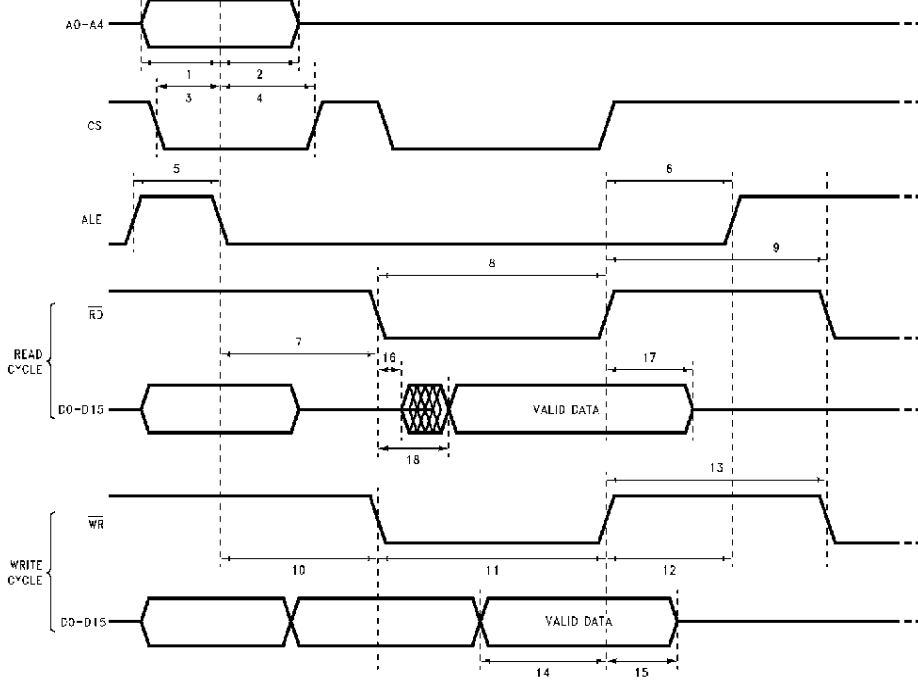 A0-A4
1
2
3
4
CS
5
6
ALE
9
8
RD
READ
CYCLE
7
16
17
D0-D15
VALID DATA
18
13
WR
WRITE
CYCLE
10
11
12
D0-D15
VALID DATA
14
15